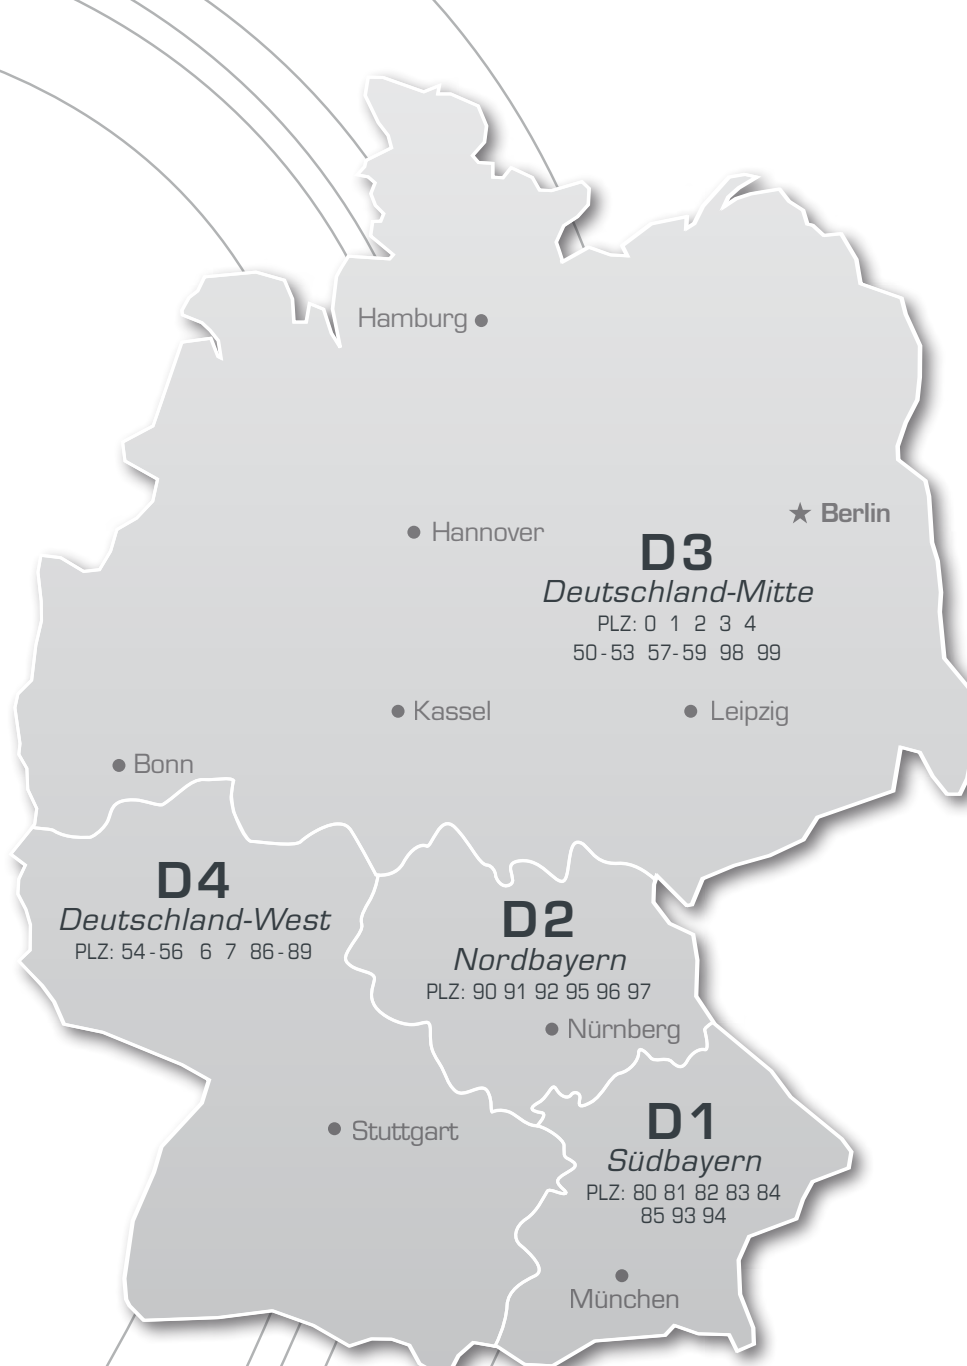 Hamburg
Berlin
Hannover
D3
Deutschland-Mitte
PLZ: 0 1 2 3 4
50-53 57-59 98 99
Kassel
Leipzig
Bonn
D4
Deutschland-West
PLZ: 54-56 6 7 86-89
D2
Nordbayern
PLZ: 90 91 92 95 96 97
Nürnberg
D1
Südbayern
PLZ: 80 81 82 83 84
85 93 94
Stuttgart
München